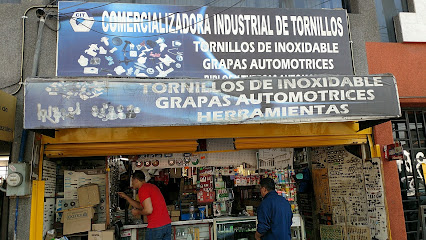 COMERCIALIZADORA INDUSTRIAL DE TORNILLOS
TORNILLOS DE INOXIDABLE
GRAPAS AUTOMOTRICES
TORNILLOS DE INOXIDABLE
GRAPAS AUTOMOTRICES
HERRAMIENTAS